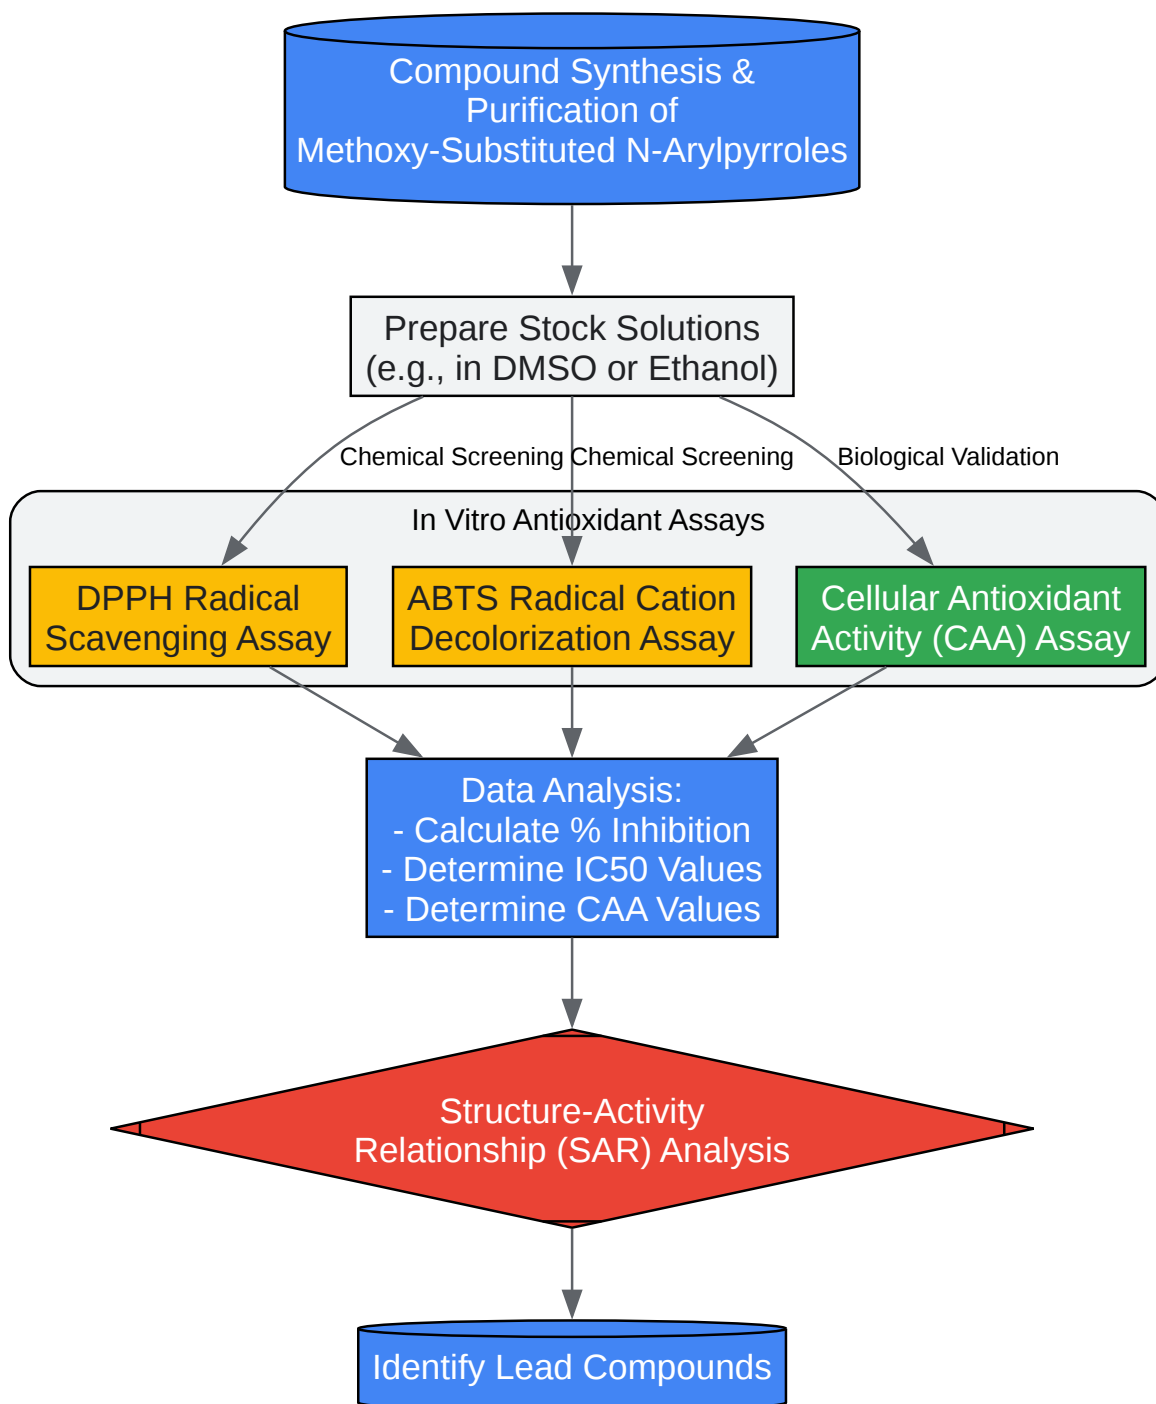 Compound Synthesis &
Purification of
Methoxy-Substituted N-Arylpyrroles
Prepare Stock Solutions
(e.g., in DMSO or Ethanol)
Chemical Screening
Chemical Screening
Biological Validation
In Vitro Antioxidant Assays
DPPH Radical
Scavenging Assay
ABTS Radical Cation
Decolorization Assay
Cellular Antioxidant
Activity (CAA) Assay
Data Analysis:
- Calculate % Inhibition
- Determine IC50 Values
- Determine CAA Values
Structure-Activity
Relationship (SAR) Analysis
Identify Lead Compounds